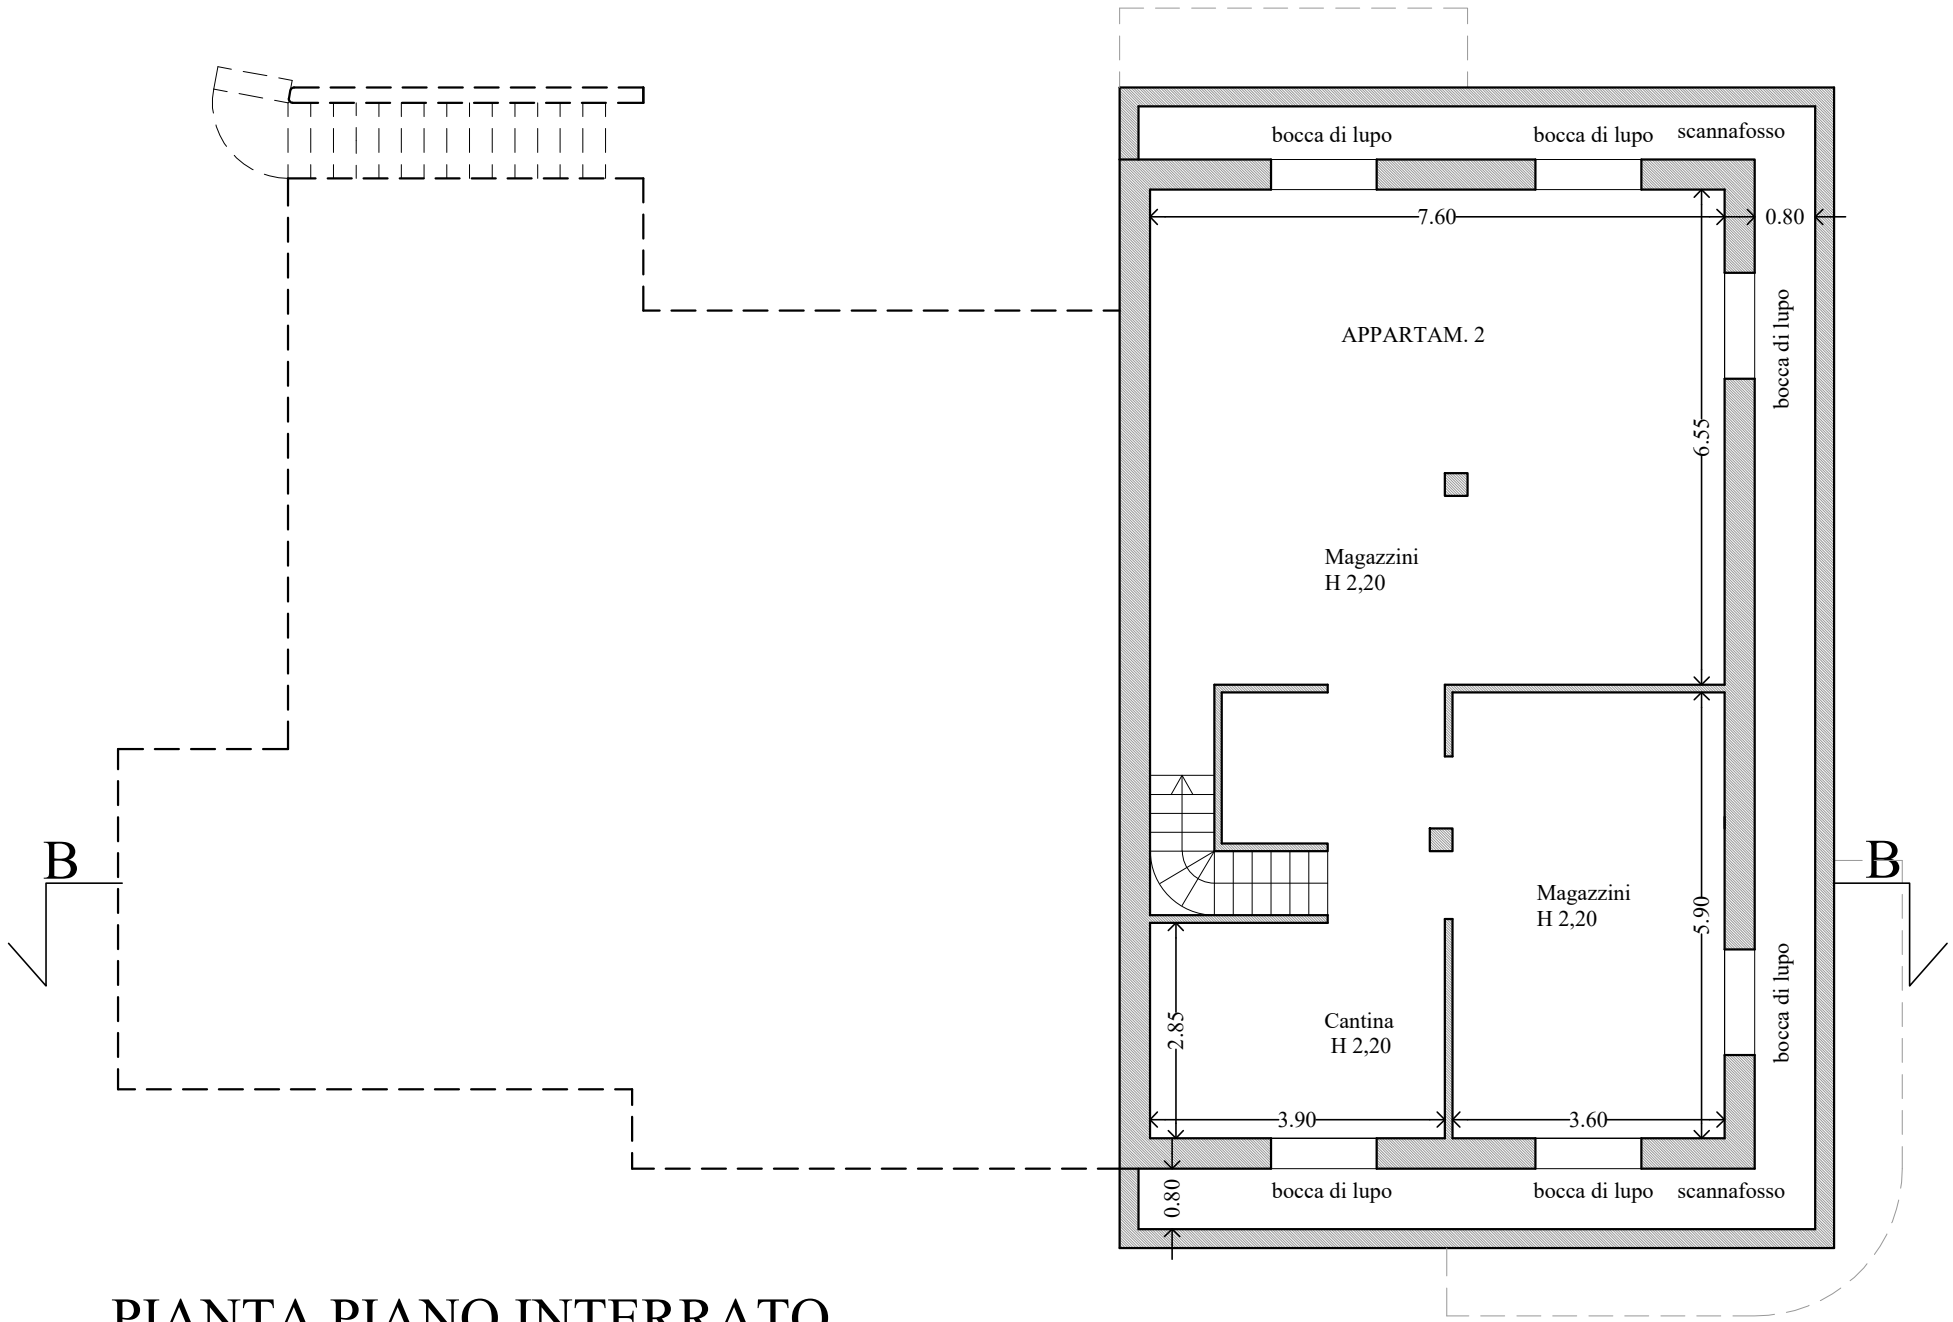 bocca di lupo
bocca di lupo
scannafosso
7.60
0.80
bocca di lupo
APPARTAM. 2
6.55
Magazzini
H 2,20
B
B
Magazzini
H 2,20
5.90
bocca di lupo
2.85
Cantina
H 2,20
3.90
3.60
0.80
bocca di lupo
bocca di lupo
scannafosso
PIANTA PIANO INTERRATO